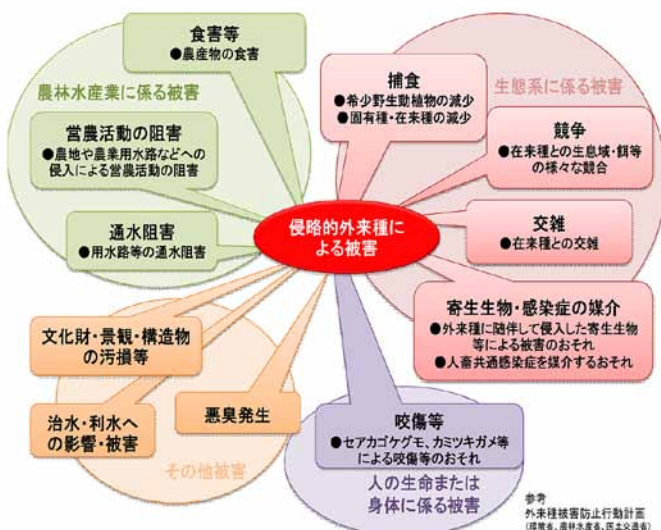 食害等
●農産物の食害
農林水産業に係る被害
営農活動の阻害
●農地や農業用水路などへの
侵入による営農活動の阻害
通水阻害
●用水路等の通水阻害
捕食
●希少野生動植物の減少
●固有種・在来種の減少
生態系に係る被害
競争
●在来種との生息域・餌等
の様々な競合
交雑
●在来種との交雑
寄生生物・感染症の媒介
●外来種に随伴して侵入した寄生生物
等による被害のおそれ
●人畜共通感染症を媒介するおそれ
侵略的外来種に
よる被害
文化財・景観・構造物
の汚損等
治水・利水へ
の影響・被害
悪臭発生
その他被害
咬傷等
●セアカゴケグモ、カミツキガメ等
による咬傷等のおそれ
人の生命または
身体に係る被害
参考
外来種被害防止行動計画
(環境省、農林水産省、国土交通省)